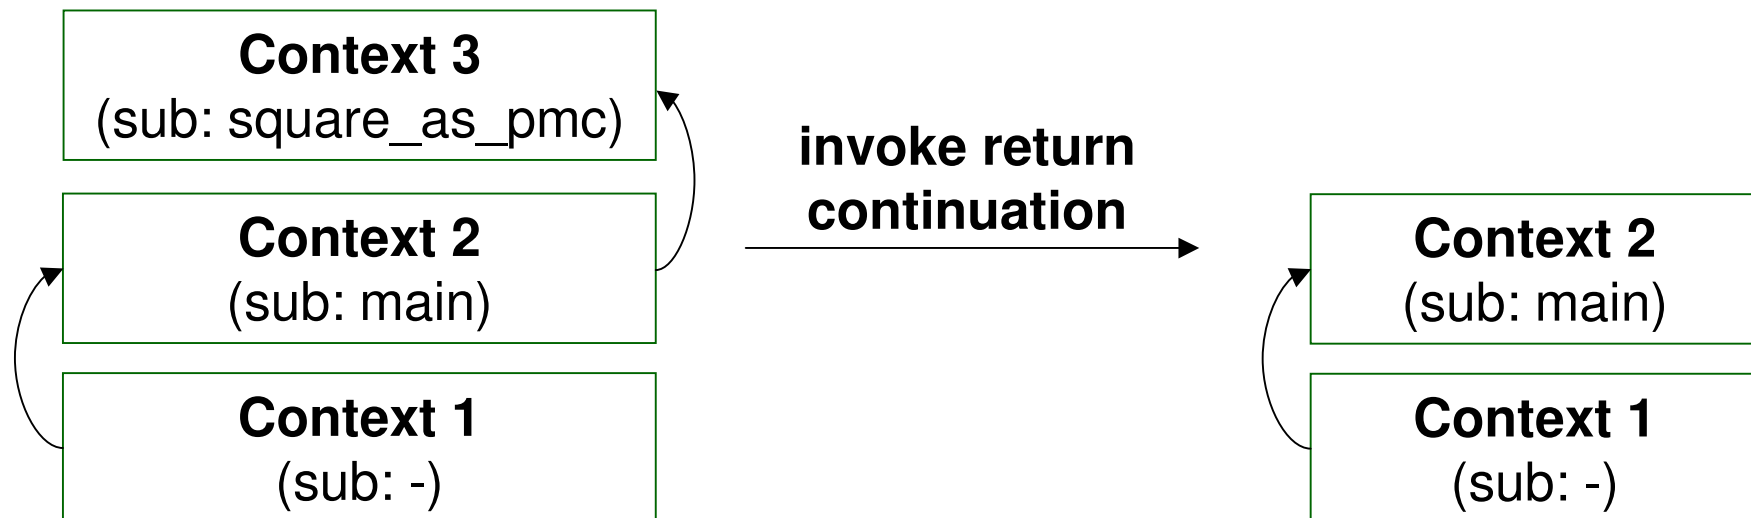 Context 3
(sub: square_as_pmc)
Context 2
(sub: main)
Context 1
(sub: -)
invoke return
continuation
Context 2
(sub: main)
Context 1
(sub: -)